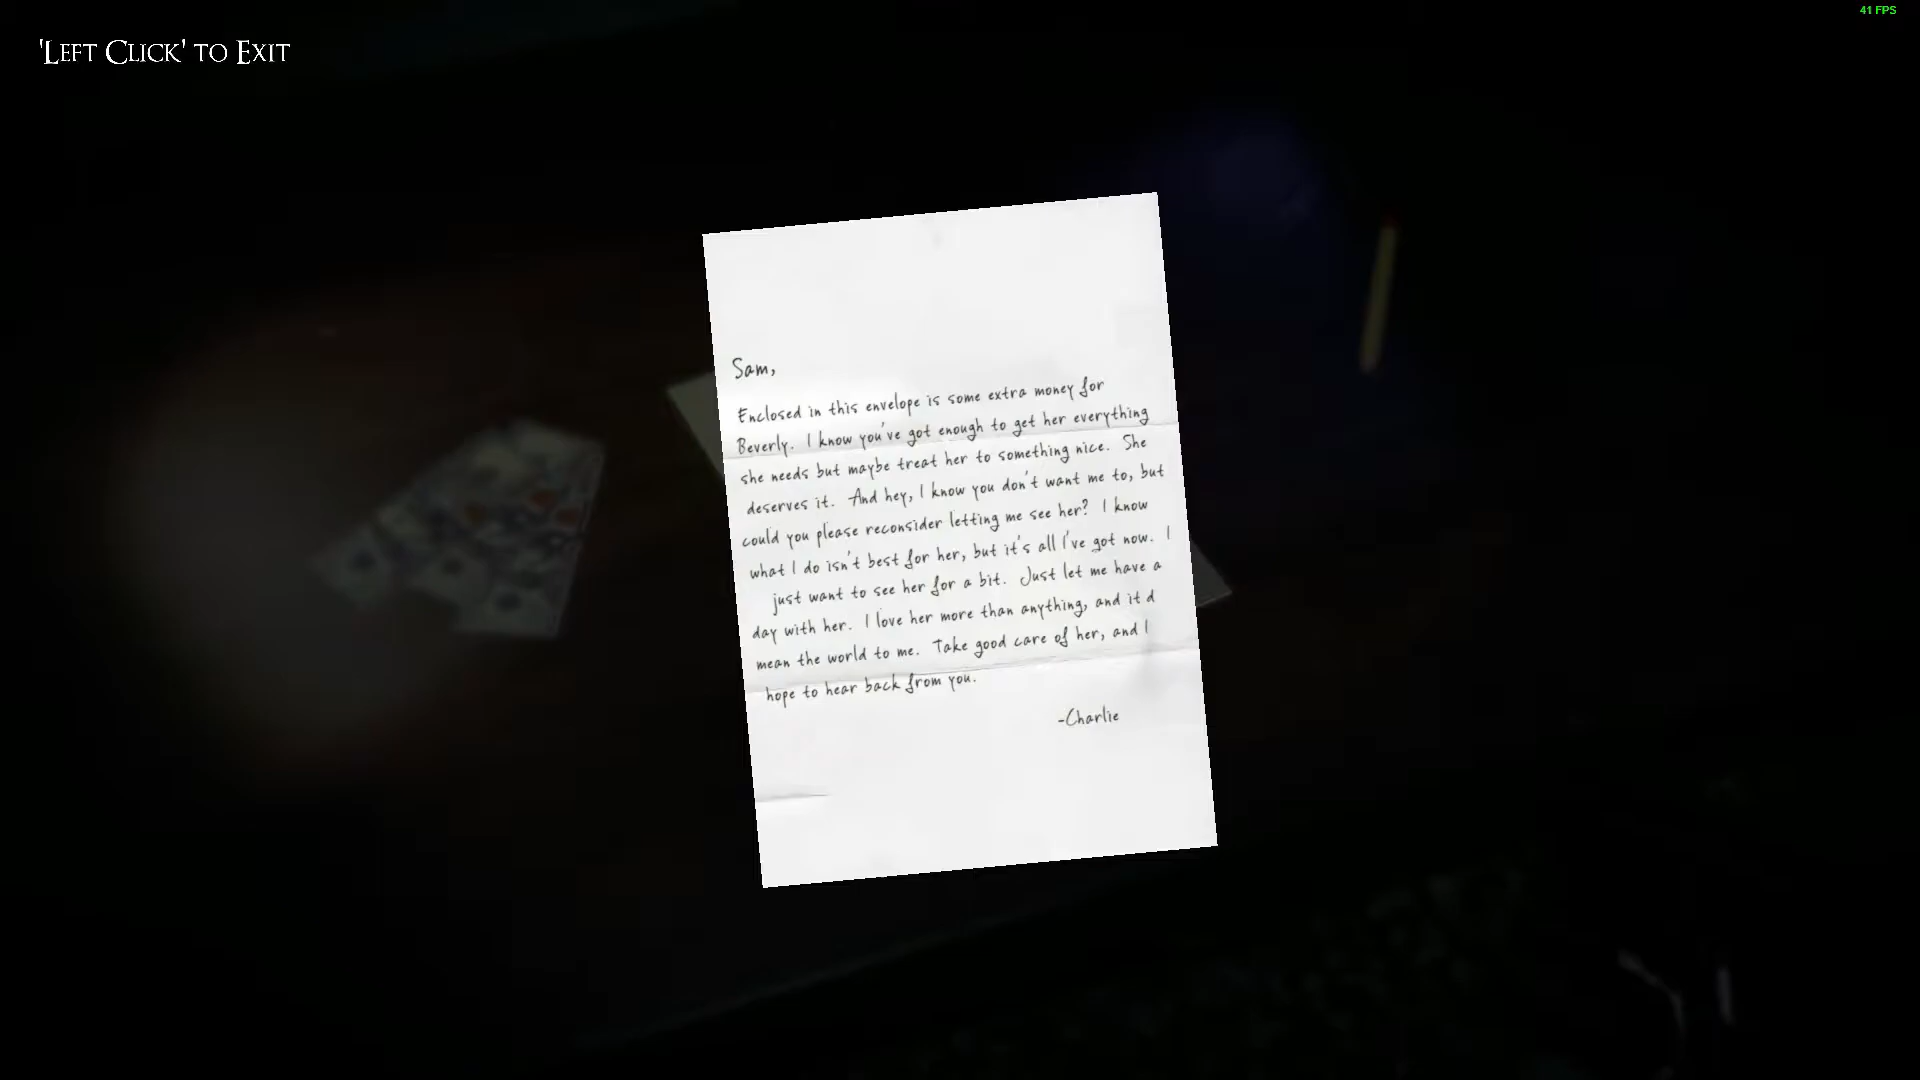 41 FPS
'Left Click' to Exit
Sam,
Enclosed in this envelope is some extra money for
Beverly. I know you've got enough to get her everything
she needs but maybe treat her to something nice. She
deserves it. And hey, I know you don't want me to, but
could you please reconsider letting me see her? I know
what I do isn't best for her, but it's all I've got now. I
just want to see her for a bit. Just let me have a
day with her. I love her more than anything, and it d
mean the world to me. Take good care of her, and I
hope to hear back from you.
-Charlie